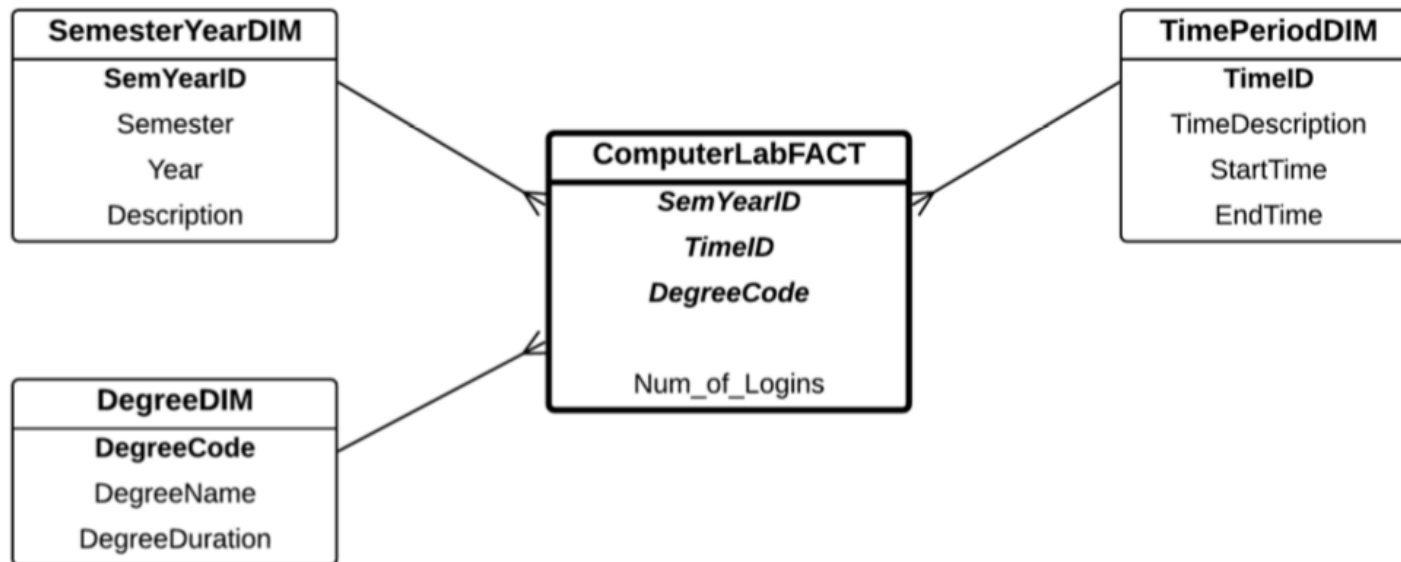 SemesterYearDIM
SemYearID
Semester
Year
Description
TimePeriodDIM
TimeID
TimeDescription
StartTime
EndTime
ComputerLabFACT
SemYearID
TimeID
DegreeCode
Num_of_Logins
DegreeDIM
DegreeCode
DegreeName
DegreeDuration